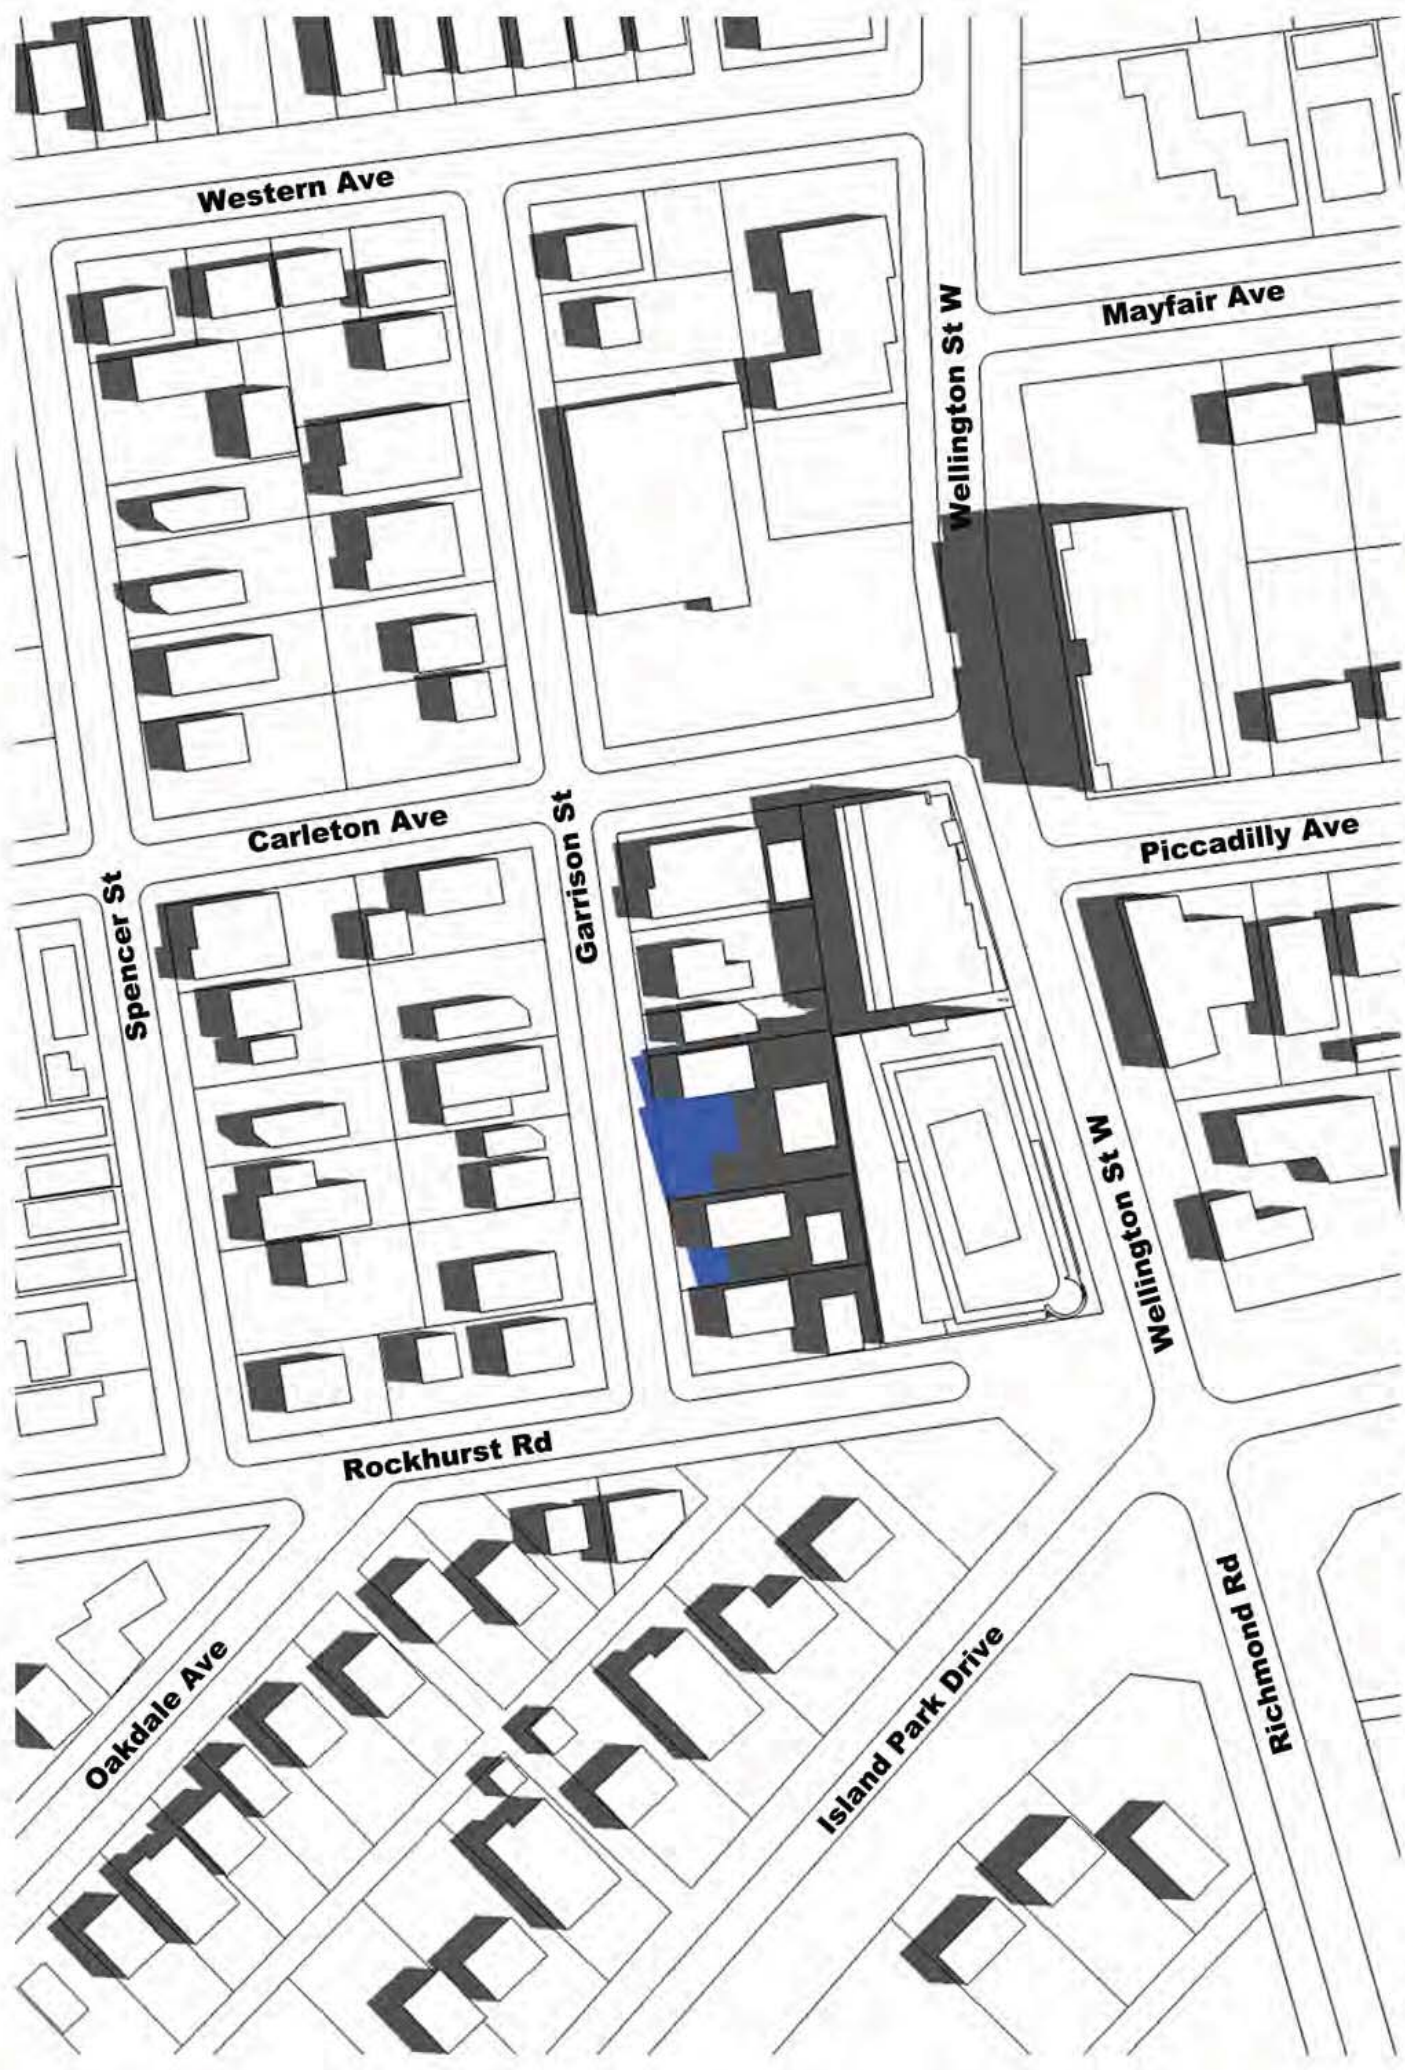 Western Ave
Mayfair Ave
Wellington St W
Carleton Ave
Garrison St
Piccadilly Ave
Spencer St
Wellington St W
Rockhurst Rd
Oakdale Ave
Island Park Drive
Richmond Rd